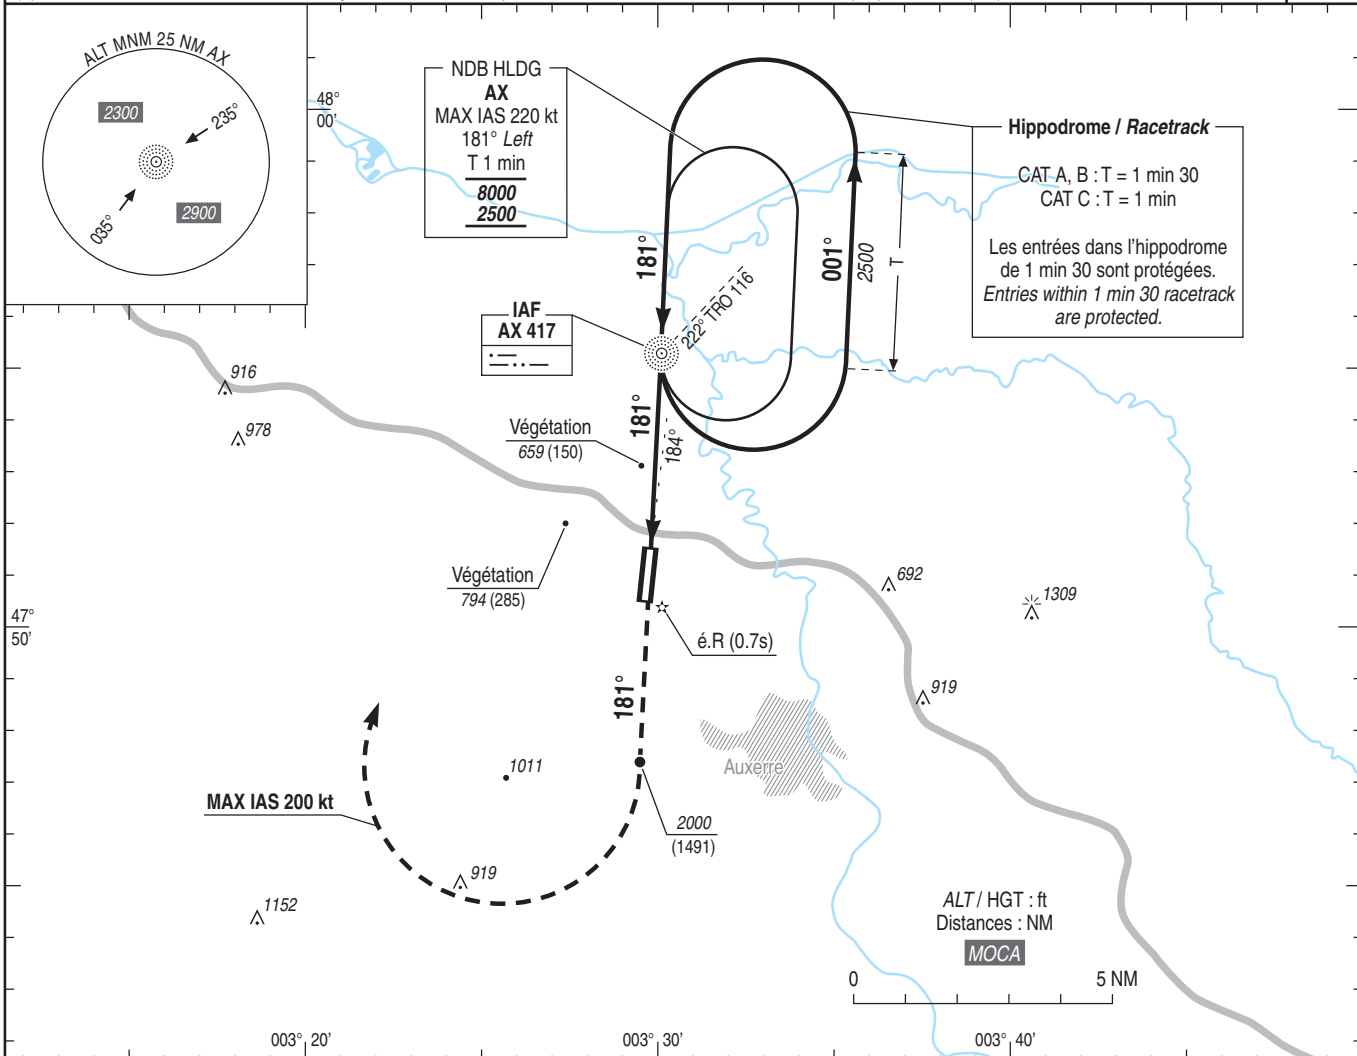 ALT MNM 25 NM AX
2300
235°
035°
2900
48°
00'
NDB HLDG
AX
MAX IAS 220 kt
181° Left
T 1 min
8000
2500
Hippodrome / Racetrack
CAT A, B : T = 1 min 30
CAT C : T = 1 min
Les entrées dans l'hippodrome
de 1 min 30 sont protégées.
Entries within 1 min 30 racetrack
are protected.
181°
001°
2500
T
222° TRO 116
IAF
AX 417
916
978
181°
184°
Végétation
659 (150)
Végétation
794 (285)
692
1309
47°
50'
é.R (0.7s)
181°
919
Auxerre
1011
MAX IAS 200 kt
2000
(1491)
919
1152
ALT / HGT : ft
Distances : NM
MOCA
0
5 NM
003° 20'
003° 30'
003° 40'